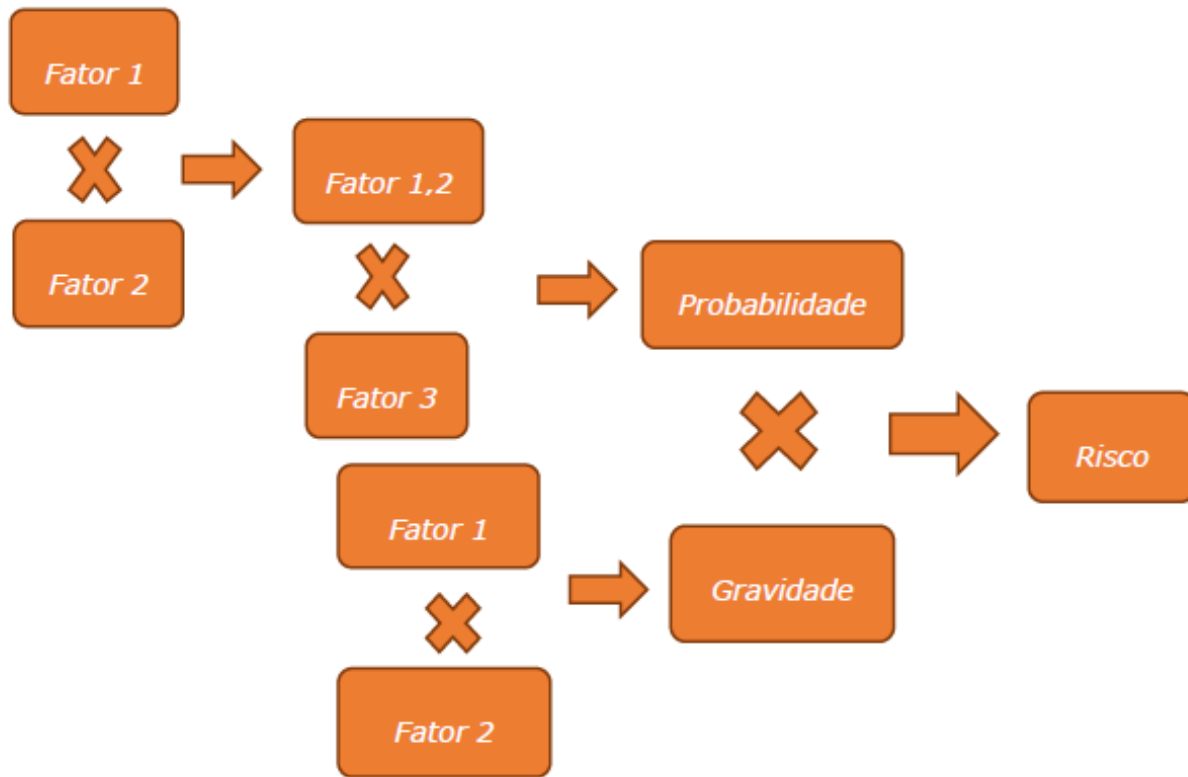 Fator 1
Fator 2
Fator 1,2
Fator 3
Probabilidade
Fator 1
Fator 2
Gravidade
Risco